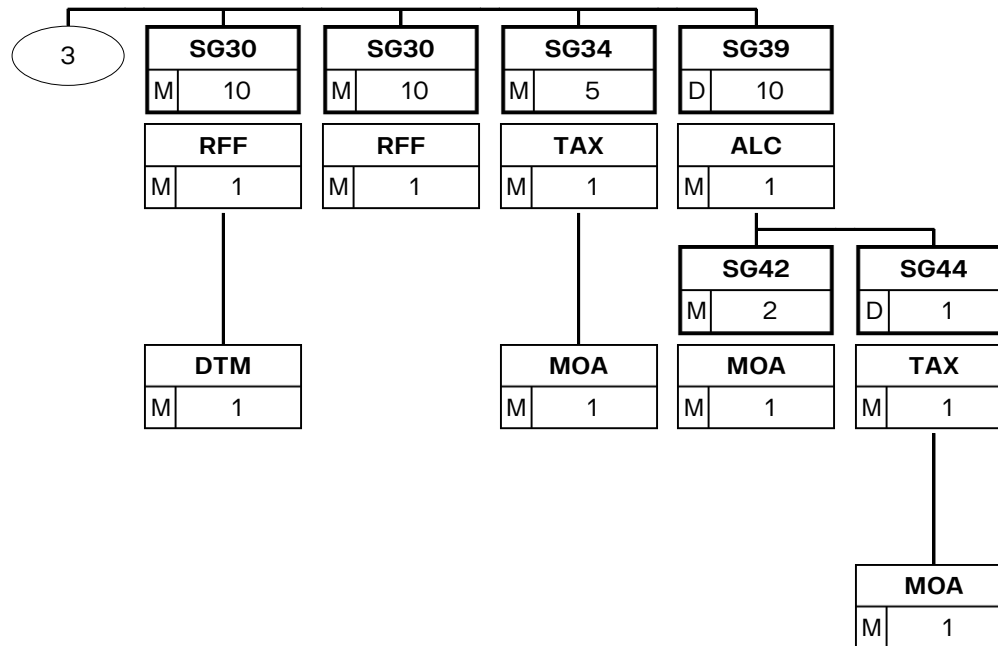 3 SG30 SG30 SG34 SG39
M 10 M 10 M 5 D 10
RFF RFF TAX ALC
M 1 M 1 M 1 M 1
SG42 SG44
M 2 D 1
DTM MOA MOA TAX
M 1 M 1 M 1 M 1
MOA
M 1